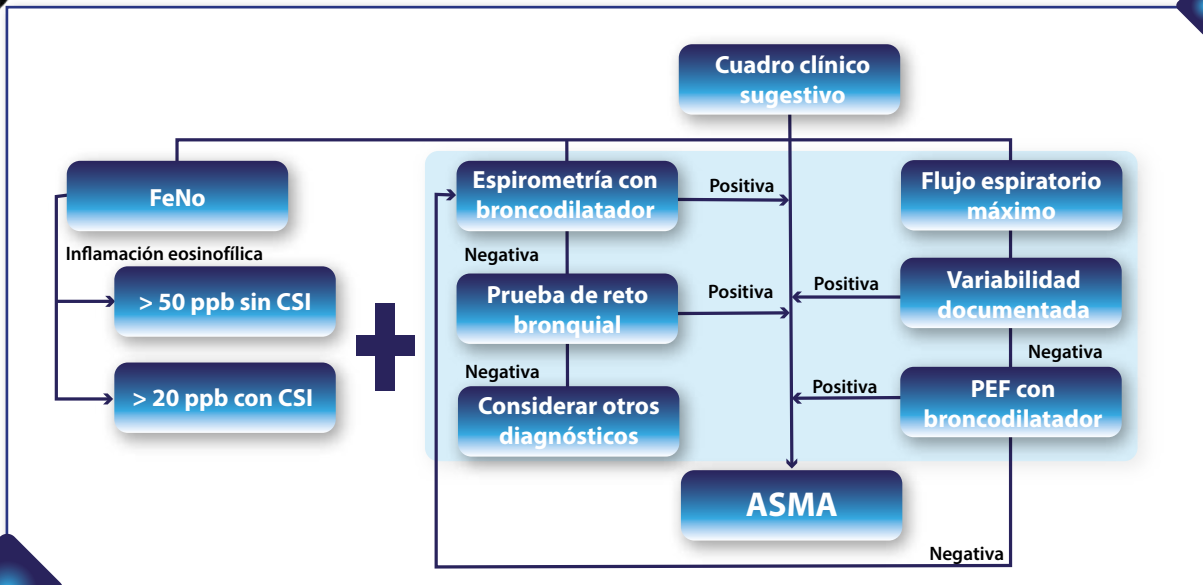 Cuadro clínico
sugestivo
FeNo
Inflamación eosinofílica
> 50 ppb sin CSI
> 20 ppb con CSI
Espirometría con
broncodilatador
Positiva
Negativa
Prueba de reto
bronquial
Positiva
Negativa
Considerar otros
diagnósticos
Flujo espiratorio
máximo
Variabilidad
documentada
Positiva
Negativa
PEF con
broncodilatador
Positiva
Negativa
ASMA